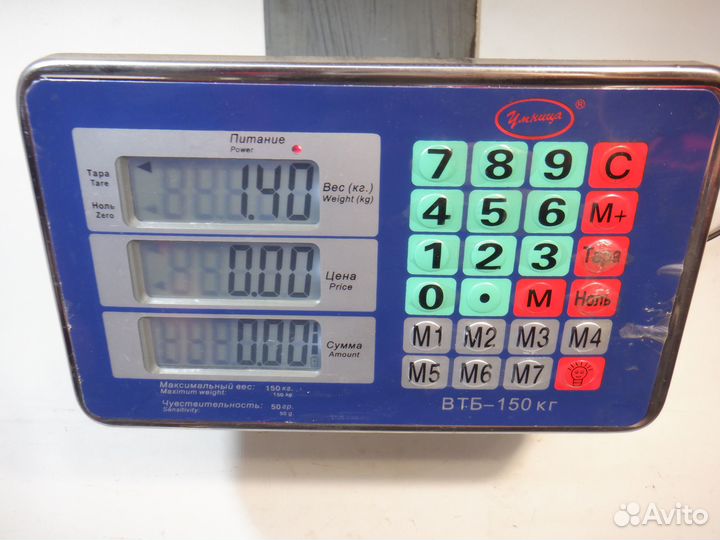 Умница ®
Питание
Power
Тара
Tare
Ноль
Zero
1.40
Вес (кг.)
Weight (kg)
0.00
Цена
Price
0.00
Сумма
Amount
Максимальный вес: 150 кг.
Maximum weight: 150 kg
Чувствительность: 50 гр.
Sensitivity: 50 g.
7 8 9 C
4 5 6 M+
1 2 3 Тара
0 • M Ноль
M1 M2 M3 M4
M5 M6 M7
ВТБ-150 кг
Avito